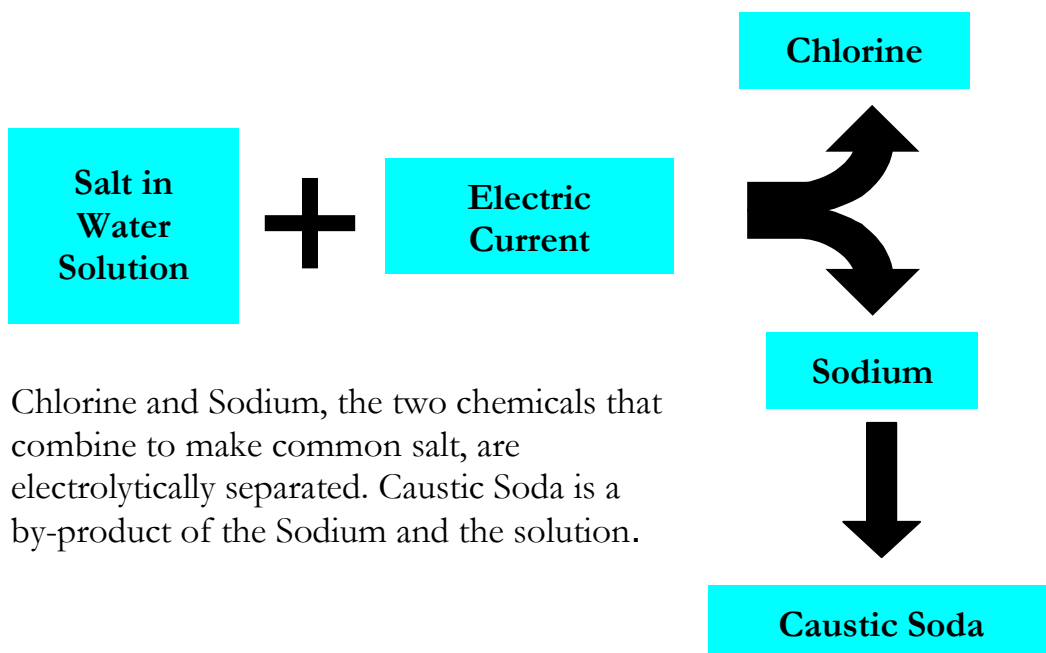 Chlorine
Salt in
Water
Solution
Electric
Current
Sodium
Chlorine and Sodium, the two chemicals that
combine to make common salt, are
electrolytically separated. Caustic Soda is a
by-product of the Sodium and the solution.
Caustic Soda